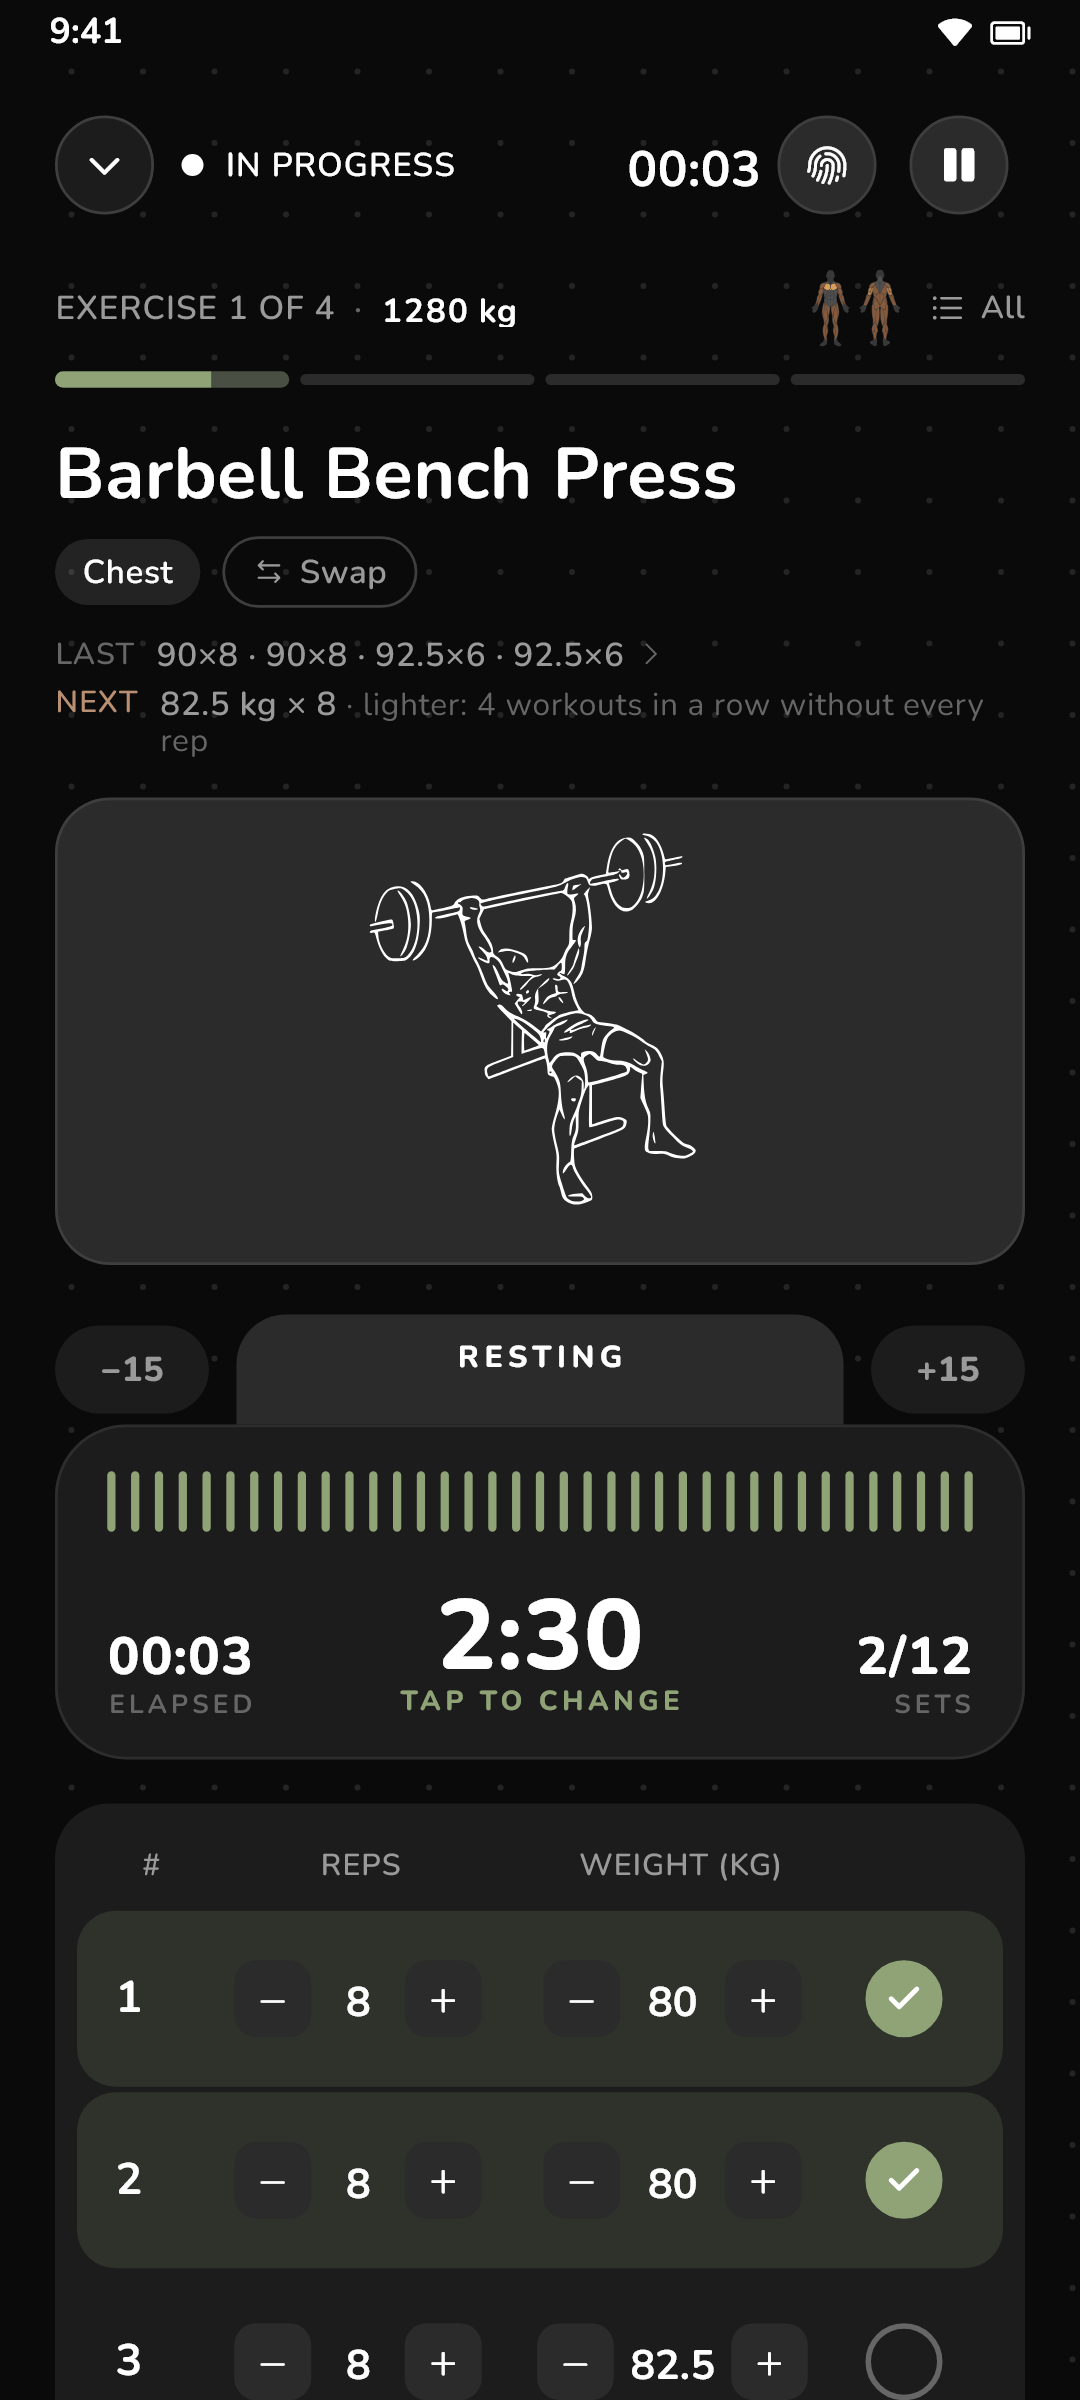 9:41
IN PROGRESS
00:03
EXERCISE 1 OF 4 · 1280 kg
All
Barbell Bench Press
Chest
Swap
LAST 90×8 · 90×8 · 92.5×6 · 92.5×6
NEXT 82.5 kg × 8 · lighter: 4 workouts in a row without every
rep
−15
RESTING
+15
2:30
00:03
2/12
TAP TO CHANGE
ELAPSED
SETS
# REPS WEIGHT (KG)
1 − 8 + − 80 +
2 − 8 + − 80 +
3 − 8 + − 82.5 +